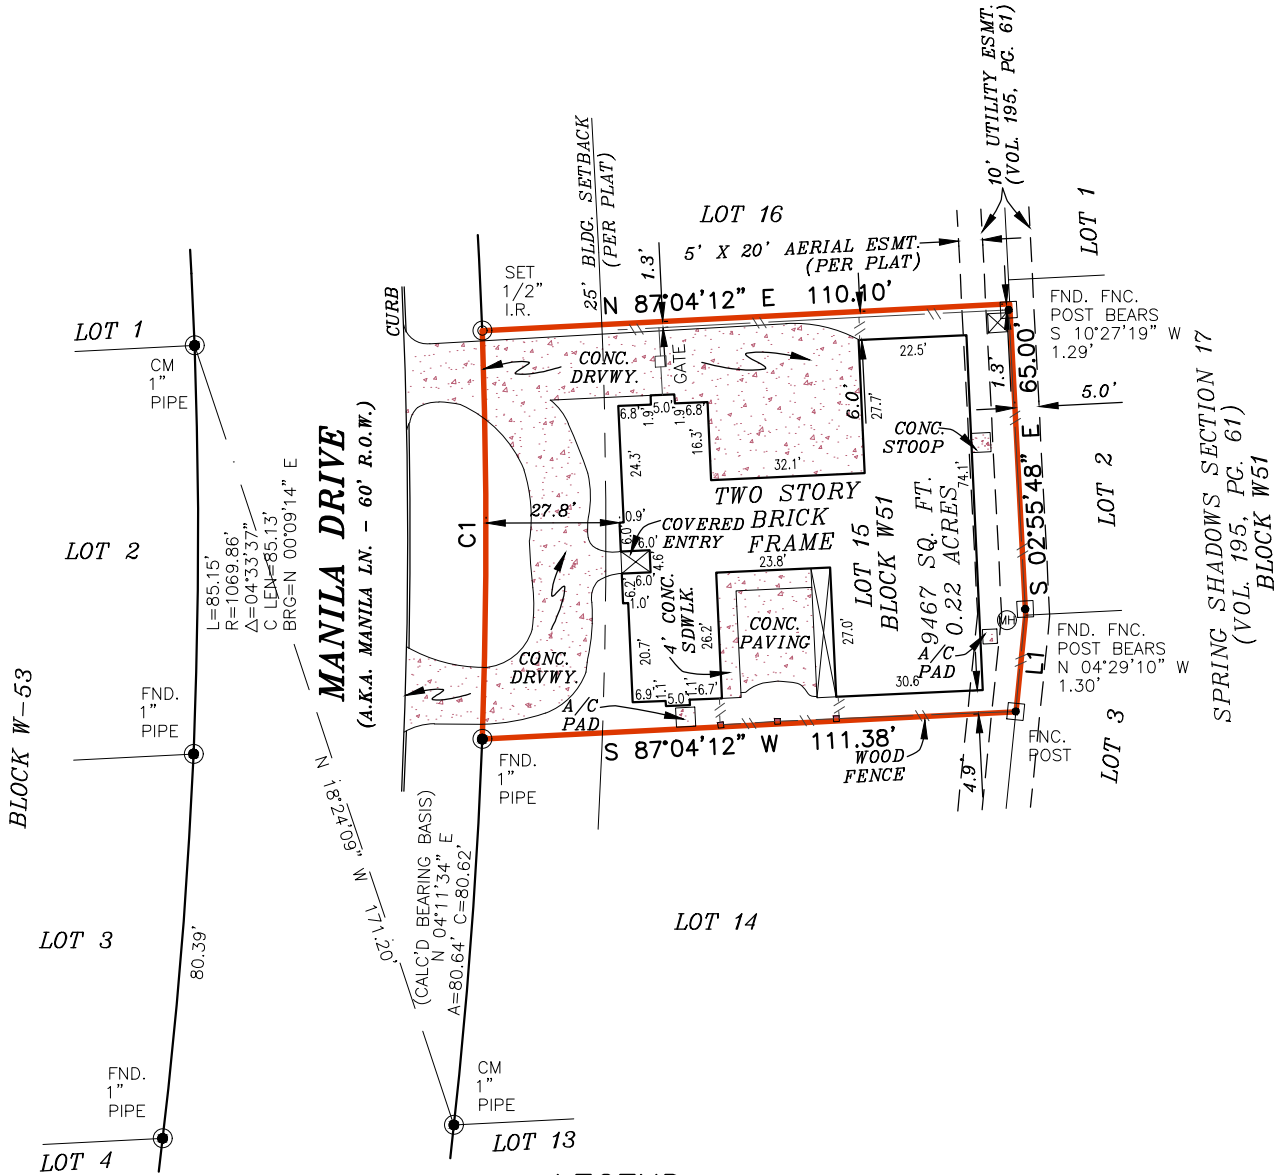 10' UTILITY ESMT.
(VOL. 195, PG. 61)
25' BLDG. SETBACK
(PER PLAT)
LOT 16
1.3'
5' X 20' AERIAL ESMT.
(PER PLAT)
LOT 1
SET
1/2"
I.R.
N 87°04'12" E 110.10'
FND. FNC.
POST BEARS
S 10°27'19" W
1.29'
CURB
LOT 1
CM
1"
PIPE
CONC.
DRVWY.
GATE
22.5'
1.3'
65.00'
5.0'
6.0'
27.7'
6.8'
5.0'
6.8'
1.9'
1.9'
16.3'
24.3'
32.1'
CONC.
STOOP
74.1'
SPRING SHADOWS SECTION 17
(VOL. 195, PG. 61)
BLOCK W51
LOT 2
MANILA DRIVE
(A.K.A. MANILA LN. - 60' R.O.W.)
C1
27.8'
0.9'
6.0'
6.0'
4.6'
6.0'
6.2'
1.0'
COVERED
ENTRY
TWO STORY
BRICK
FRAME
23.8'
LOT 15
BLOCK W51
9467 SQ. FT.
0.22 ACRES
S 02°55'48" E
LOT 2
L=85.15'
R=1069.86'
Δ=04°33'37"
C LEN=85.13'
BRG=N 00°09'14" E
4' CONC.
SDWLK.
26.2'
20.7'
CONC.
PAVING
27.0'
MH
L1
A/C
PAD
FND. FNC.
POST BEARS
N 04°29'10" W
1.30'
CONC.
DRVWY.
30.6'
6.9'
1.1'
5.0'
1.1'
6.7'
A/C
PAD
S 87°04'12" W 111.38'
WOOD
FENCE
4.9'
FNC.
POST
LOT 3
BLOCK W-53
FND.
1"
PIPE
FND.
1"
PIPE
N 18°24'09" W 171.20'
(CALC'D BEARING BASIS)
N 04°11'34" E
A=80.64' C=80.62'
LOT 14
LOT 3
80.39'
FND.
1"
PIPE
CM
1"
PIPE
LOT 13
LOT 4